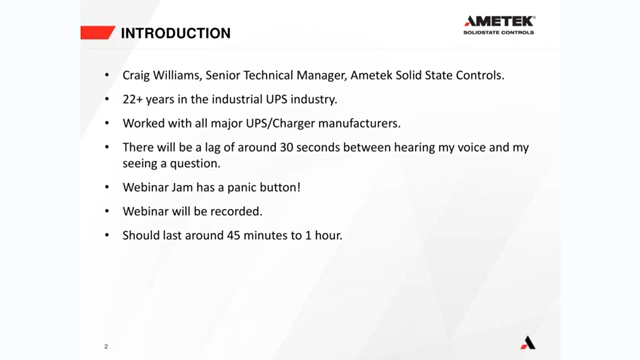 INTRODUCTION
AMETEK®
SOLIDSTATE CONTROLS
• Craig Williams, Senior Technical Manager, Ametek Solid State Controls.
• 22+ years in the industrial UPS industry.
• Worked with all major UPS/Charger manufacturers.
• There will be a lag of around 30 seconds between hearing my voice and my
seeing a question.
• Webinar Jam has a panic button!
• Webinar will be recorded.
• Should last around 45 minutes to 1 hour.
2